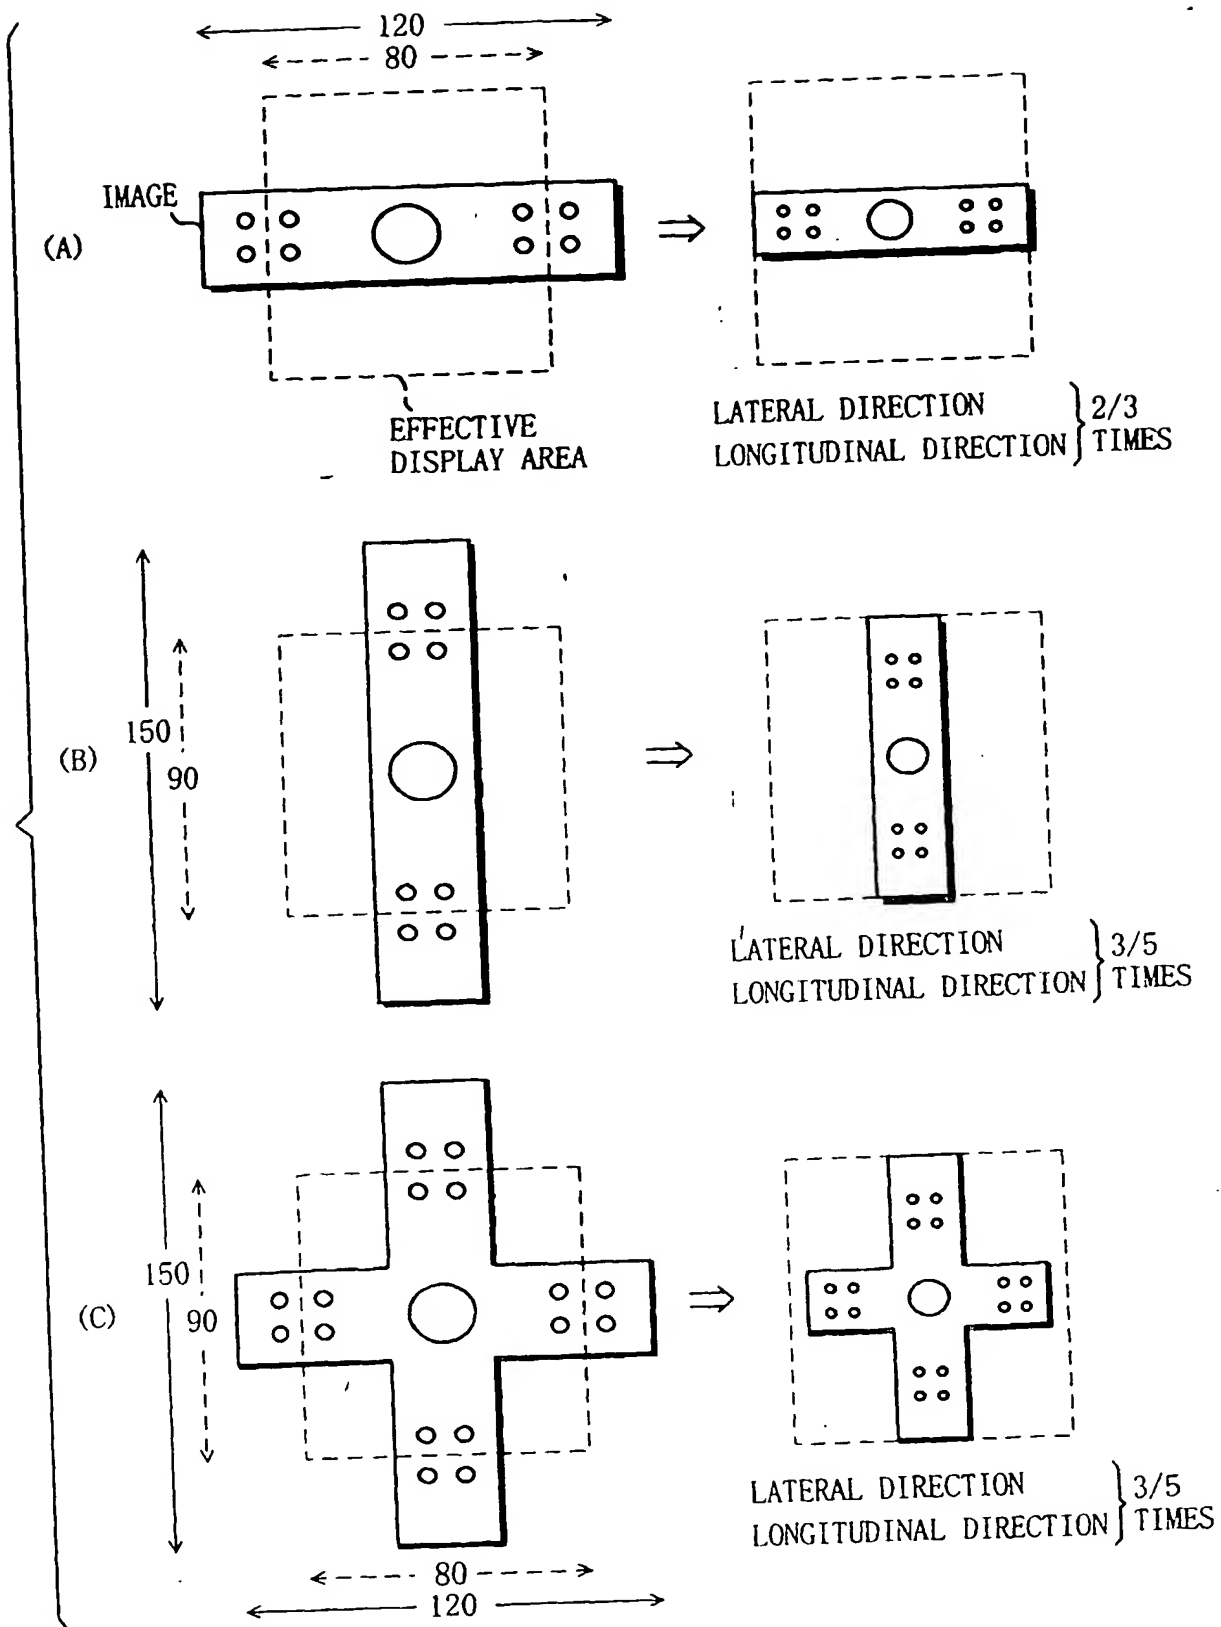 120
80
IMAGE
(A)
EFFECTIVE
DISPLAY AREA
LATERAL DIRECTION
LONGITUDINAL DIRECTION
2/3
TIMES
150
90
(B)
LATERAL DIRECTION
LONGITUDINAL DIRECTION
3/5
TIMES
150
90
(C)
80
120
LATERAL DIRECTION
LONGITUDINAL DIRECTION
3/5
TIMES